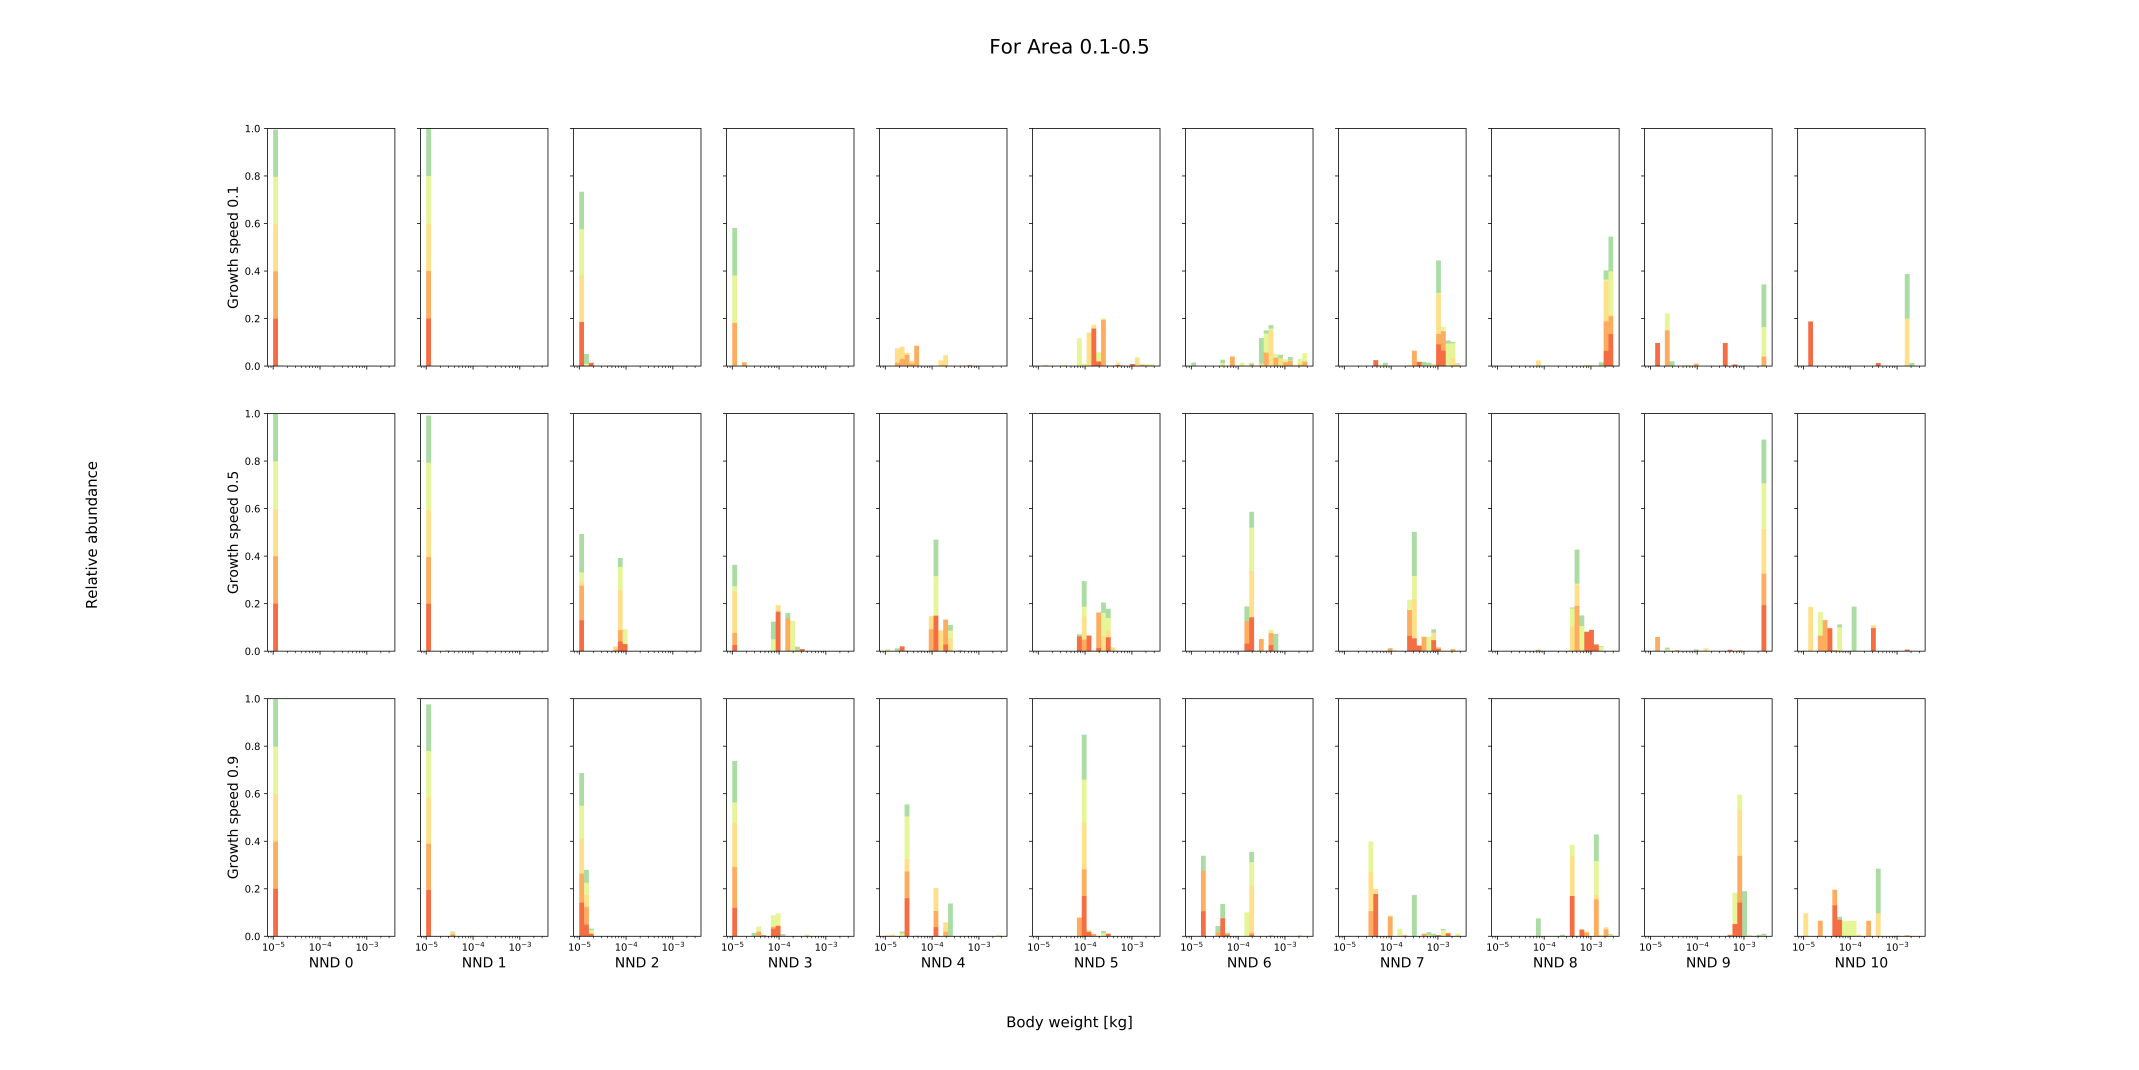 For Area 0.1-0.5
Relative abundance
Growth speed 0.1
1.0
0.8
0.6
0.4
0.2
0.0
Growth speed 0.5
1.0
0.8
0.6
0.4
0.2
0.0
Growth speed 0.9
1.0
0.8
0.6
0.4
0.2
0.0
10⁻⁵ 10⁻⁴ 10⁻³ 10⁻⁵ 10⁻⁴ 10⁻³ 10⁻⁵ 10⁻⁴ 10⁻³ 10⁻⁵ 10⁻⁴ 10⁻³ 10⁻⁵ 10⁻⁴ 10⁻³ 10⁻⁵ 10⁻⁴ 10⁻³ 10⁻⁵ 10⁻⁴ 10⁻³ 10⁻⁵ 10⁻⁴ 10⁻³ 10⁻⁵ 10⁻⁴ 10⁻³ 10⁻⁵ 10⁻⁴ 10⁻³ 10⁻⁵ 10⁻⁴ 10⁻³
NND 0 NND 1 NND 2 NND 3 NND 4 NND 5 NND 6 NND 7 NND 8 NND 9 NND 10
Body weight [kg]